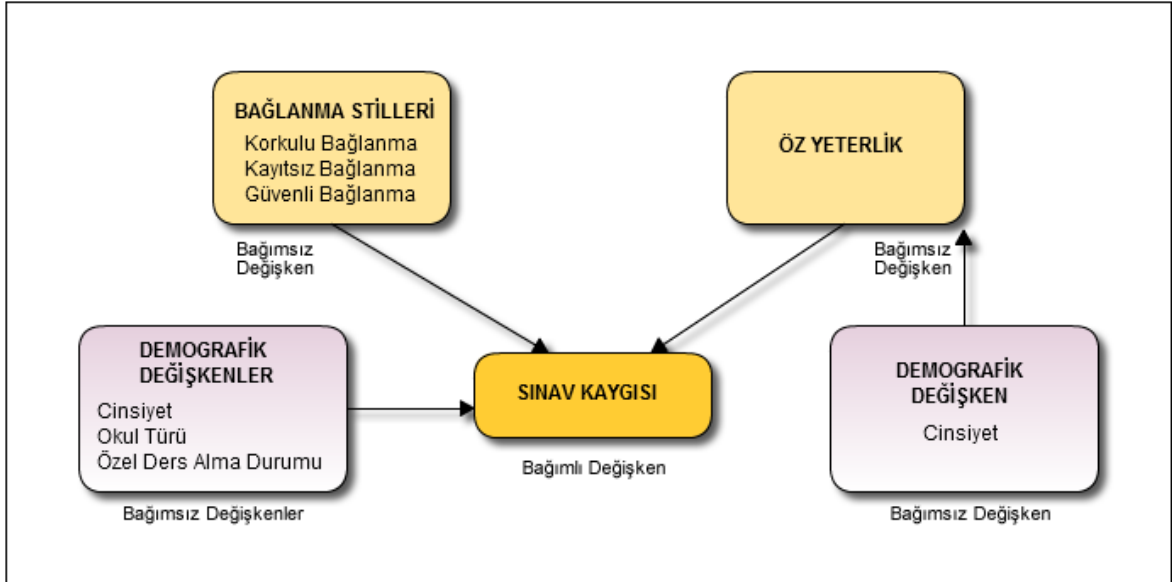 BAĞLANMA STİLLERİ
Korkulu Bağlanma
Kayıtsız Bağlanma
Güvenli Bağlanma
Bağımsız
Değişken
ÖZ YETERLİK
Bağımsız
Değişken
DEMOGRAFİK
DEĞİŞKENLER
Cinsiyet
Okul Türü
Özel Ders Alma Durumu
Bağımsız Değişkenler
SINAV KAYGISI
Bağımlı Değişken
DEMOGRAFİK
DEĞİŞKEN
Cinsiyet
Bağımsız Değişken